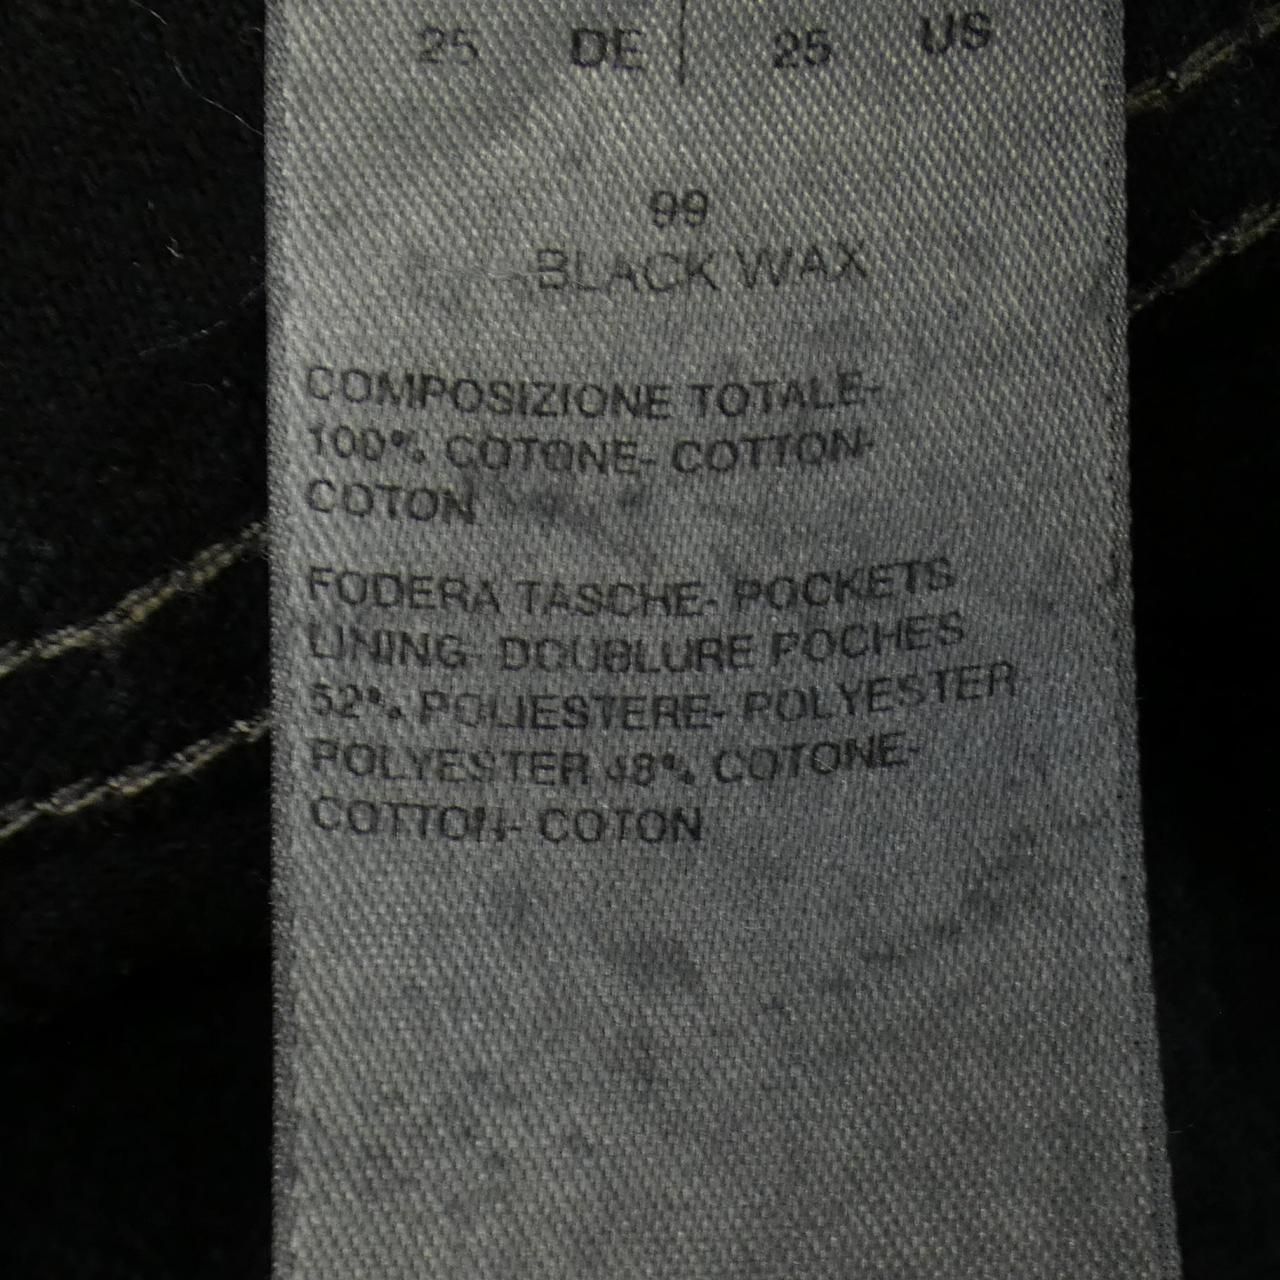 25 DE | 25 US
99
BLACK WAX
COMPOSIZIONE TOTALE-
100% COTONE- COTTON-
COTON
FODERA TASCHE- POCKETS
LINING- DOUBLURE POCHES
52% POLIESTERE- POLYESTER
POLYESTER 48% COTONE-
COTTON- COTON